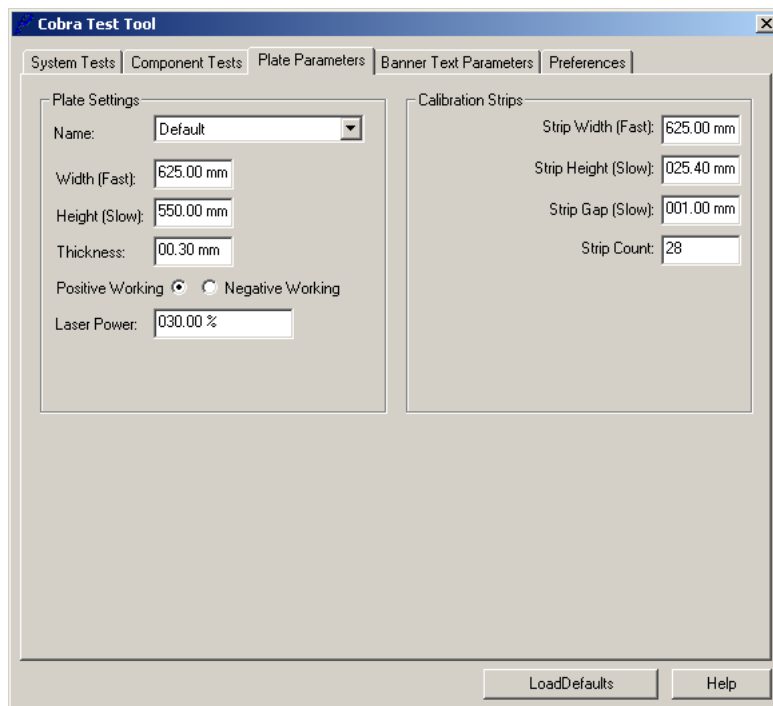 Cobra Test Tool
System Tests Component Tests Plate Parameters Banner Text Parameters Preferences
Plate Settings
Name: Default
Width (Fast): 625.00 mm
Height (Slow): 550.00 mm
Thickness: 00.30 mm
Positive Working Negative Working
Laser Power: 030.00 %
Calibration Strips
Strip Width (Fast): 625.00 mm
Strip Height (Slow): 025.40 mm
Strip Gap (Slow): 001.00 mm
Strip Count: 28
LoadDefaults Help